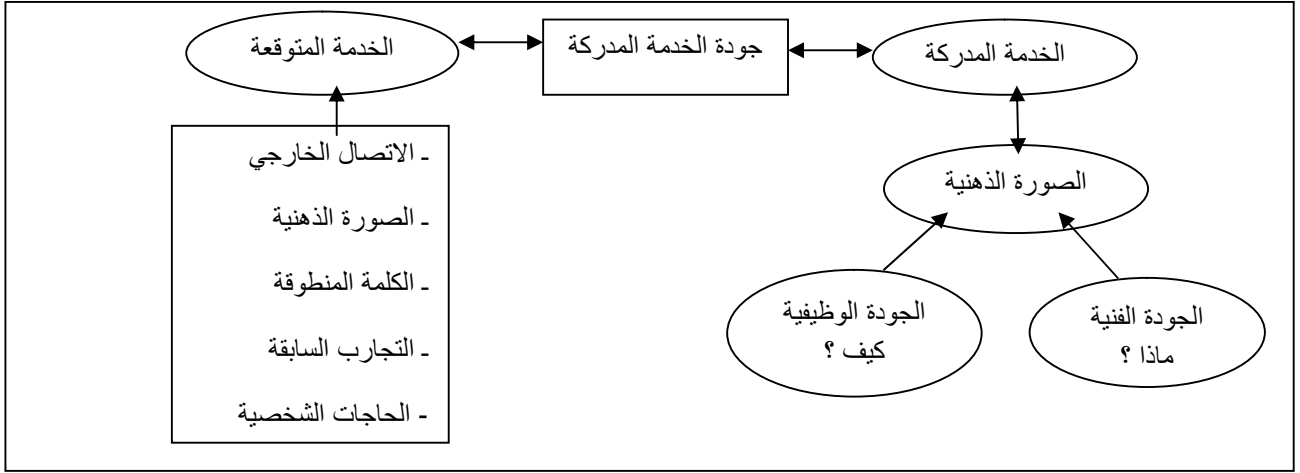 الخدمة المدركة
جودة الخدمة المدركة
الخدمة المتوقعة
ـ الاتصال الخارجي
ـ الصورة الذهنية
ـ الكلمة المنطوقة
ـ التجارب السابقة
- الحاجات الشخصية
الصورة الذهنية
الجودة الفنية
ماذا ؟
الجودة الوظيفية
كيف ؟